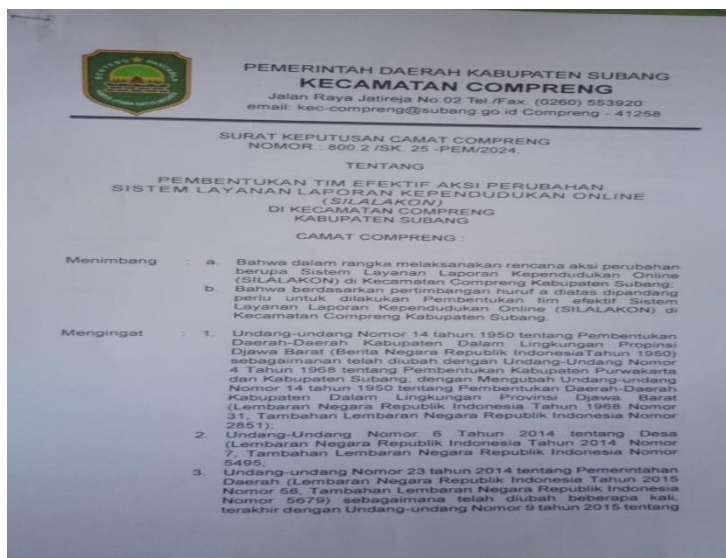 PEMERINTAH DAERAH KABUPATEN SUBANG
KECAMATAN COMPRENG
Jalan Raya Jatireja No.02 Tel./Fax. (0260) 553920
email: kec-compreng@subang.go.id Compreng - 41258
SURAT KEPUTUSAN CAMAT COMPRENG
NOMOR : 800.2 /SK. 25 -PEM/2024.
TENTANG
PEMBENTUKAN TIM EFEKTIF AKSI PERUBAHAN
SISTEM LAYANAN LAPORAN KEPENDUDUKAN ONLINE
(SILALAKON)
DI KECAMATAN COMPRENG
KABUPATEN SUBANG
CAMAT COMPRENG :
Menimbang : a. Bahwa dalam rangka melaksanakan rencana aksi perubahan
berupa Sistem Layanan Laporan Kependudukan Online
(SILALAKON) di Kecamatan Compreng Kabupaten Subang;
b. Bahwa berdasarkan pertimbangan huruf a diatas dipandang
perlu untuk dilakukan Pembentukan tim efektif Sistem
Layanan Laporan Kependudukan Online (SILALAKON) di
Kecamatan Compreng Kabupaten Subang.
Mengingat : 1. Undang-undang Nomor 14 tahun 1950 tentang Pembentukan
Daerah-Daerah Kabupaten Dalam Lingkungan Propinsi
Djawa Barat (Berita Negara Republik IndonesiaTahun 1950)
sebagaimana telah diubah dengan Undang-Undang Nomor
4 Tahun 1968 tentang Pembentukan Kabupaten Purwakarta
dan Kabupaten Subang, dengan Mengubah Undang-undang
Nomor 14 tahun 1950 tentang Pembentukan Daerah-Daerah
Kabupaten Dalam Lingkungan Provinsi Djawa Barat
(Lembaran Negara Republik Indonesia Tahun 1968 Nomor
31, Tambahan Lembaran Negara Republik Indonesia Nomor
2851);
2. Undang-Undang Nomor 6 Tahun 2014 tentang Desa
(Lembaran Negara Republik Indonesia Tahun 2014 Nomor
7, Tambahan Lembaran Negara Republik Indonesia Nomor
5495;
3. Undang-undang Nomor 23 tahun 2014 tentang Pemerintahan
Daerah (Lembaran Negara Republik Indonesia Tahun 2015
Nomor 58, Tambahan Lembaran Negara Republik Indonesia
Nomor 5679) sebagaimana telah diubah beberapa kali,
terakhir dengan Undang-undang Nomor 9 tahun 2015 tentang